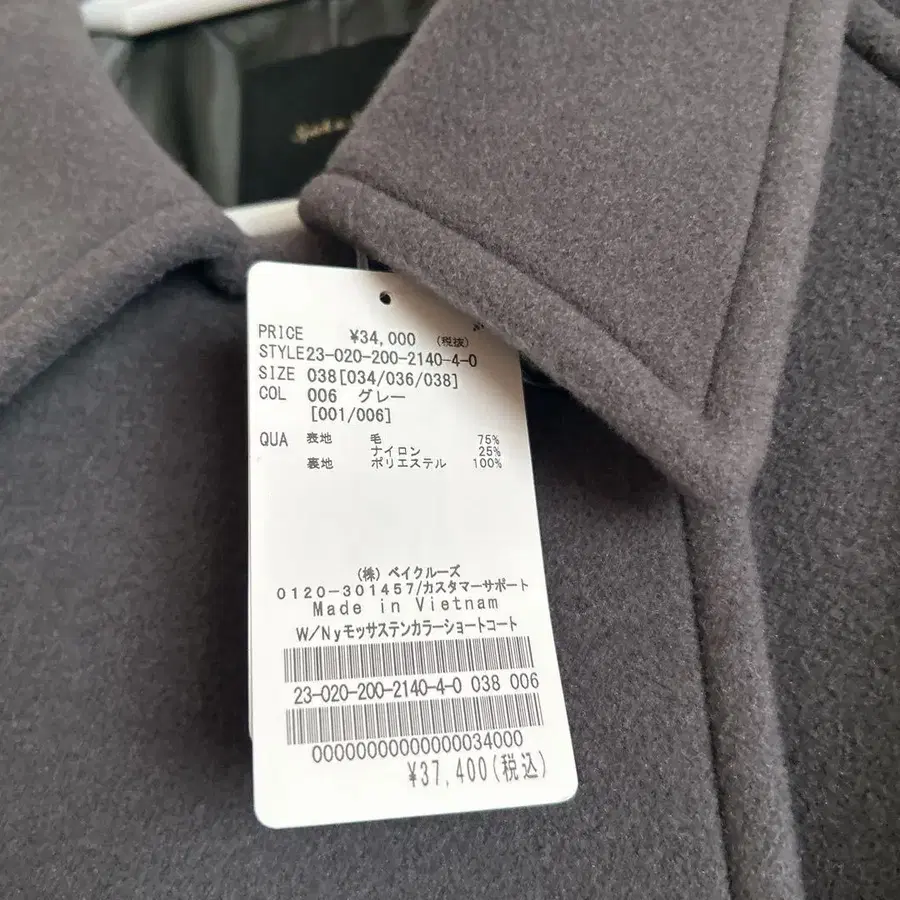 PRICE ¥34,000 (税抜)
STYLE23-020-200-2140-4-0
SIZE 038[034/036/038]
COL 006 グレー
[001/006]
QUA 表地 毛 75%
ナイロン 25%
裏地 ポリエステル 100%
(株) ベイクルーズ
0120-301457/カスタマーサポート
Made in Vietnam
W/Nyモッサステンカラーショートコート
23-020-200-2140-4-0 038 006
00000000000000034000
¥37,400(税込)